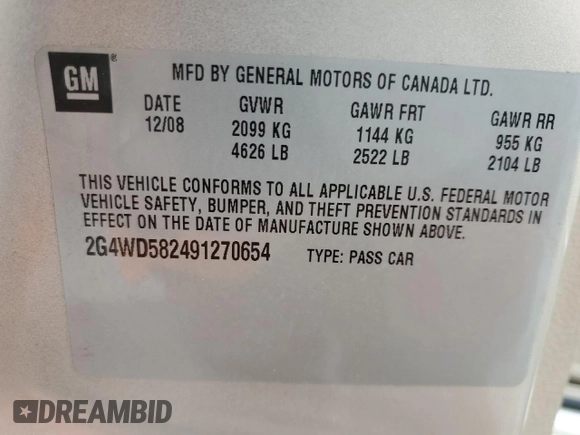 GM
MFD BY GENERAL MOTORS OF CANADA LTD.
DATE GVWR GAWR FRT GAWR RR
12/08 2099 KG 1144 KG 955 KG
4626 LB 2522 LB 2104 LB
THIS VEHICLE CONFORMS TO ALL APPLICABLE U.S. FEDERAL MOTOR
VEHICLE SAFETY, BUMPER, AND THEFT PREVENTION STANDARDS IN
EFFECT ON THE DATE OF MANUFACTURE SHOWN ABOVE.
2G4WD582491270654 TYPE: PASS CAR
DREAMBID